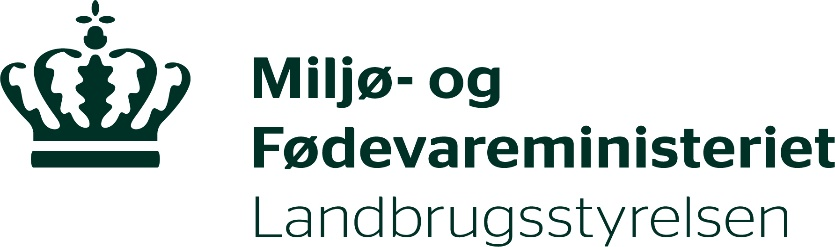 Miljø- og
Fødevareministeriet
Landbrugsstyrelsen